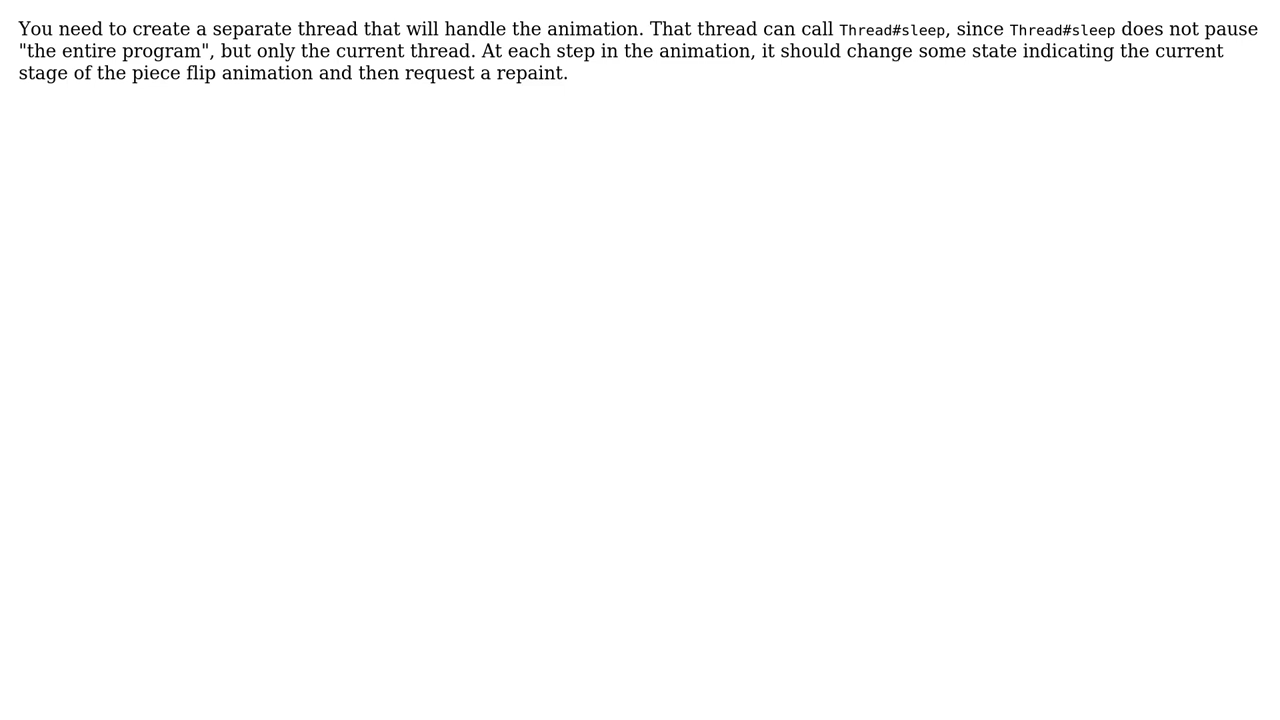 You need to create a separate thread that will handle the animation. That thread can call Thread#sleep, since Thread#sleep does not pause
"the entire program", but only the current thread. At each step in the animation, it should change some state indicating the current
stage of the piece flip animation and then request a repaint.